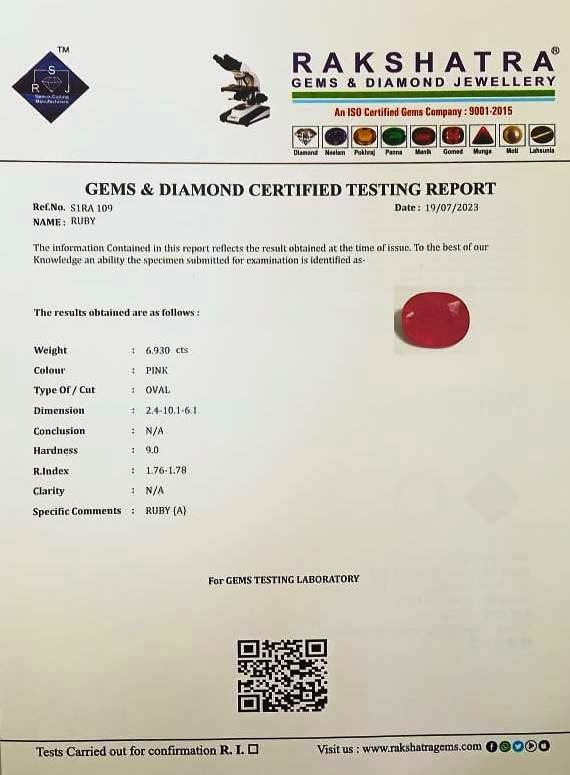 TM
S
R J
Gems Cutting
Manufacturers
RAKSHATRA®
GEMS & DIAMOND JEWELLERY
An ISO Certified Gems Company : 9001-2015
Diamond Neelam Pukhraj Panna Manik Gomed Munga Moti Lahsunia
GEMS & DIAMOND CERTIFIED TESTING REPORT
Ref.No. S1RA 109
Date : 19/07/2023
NAME : RUBY
The information Contained in this report reflects the result obtained at the time of issue. To the best of our
Knowledge an ability the specimen submitted for examination is identified as-
The results obtained are as follows :
Weight : 6.930 cts
Colour : PINK
Type Of / Cut : OVAL
Dimension : 2.4-10.1-6.1
Conclusion : N/A
Hardness : 9.0
R.Index : 1.76-1.78
Clarity : N/A
Specific Comments : RUBY (A)
For GEMS TESTING LABORATORY
Tests Carried out for confirmation R. I. ☐
Visit us : www.rakshatragems.com